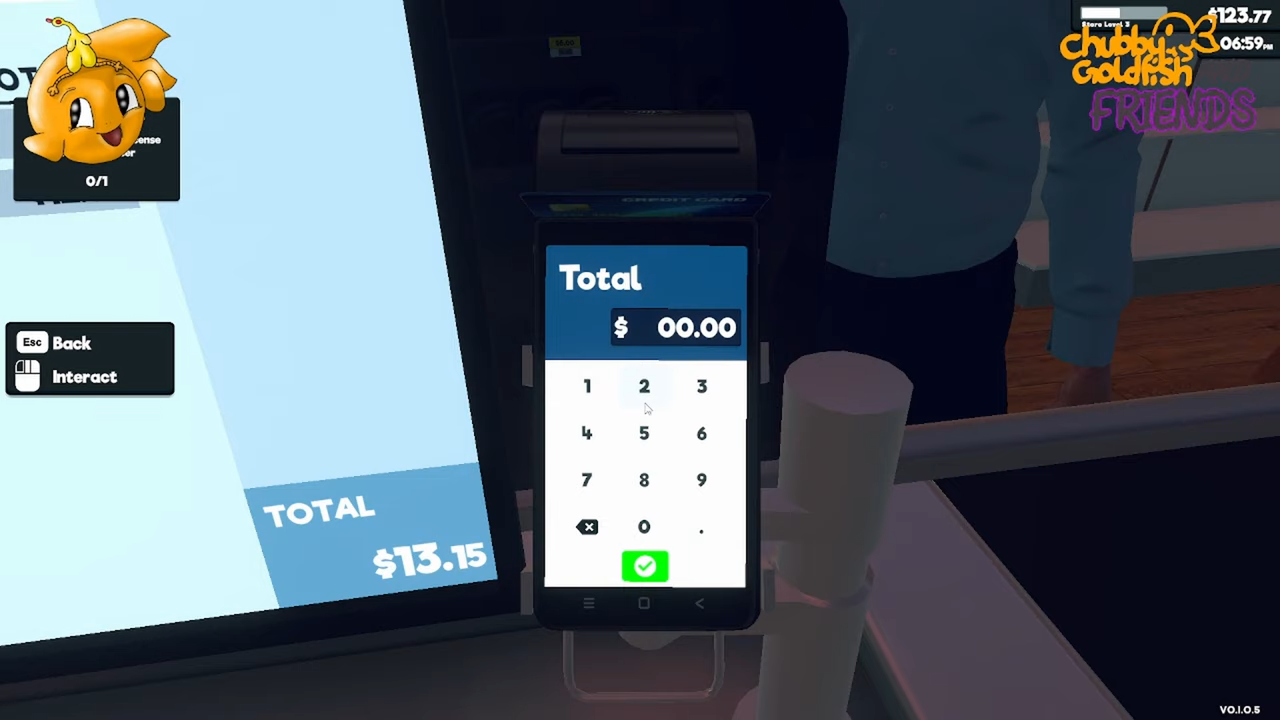 $123.77
Store Level 3
06:59PM
chubby
Goldfish
FRIENDS
0/1
CREDIT CARD
Total
$ 00.00
1 2 3
4 5 6
7 8 9
0 .
Esc Back
Interact
TOTAL
$13.15
V0.1.0.5